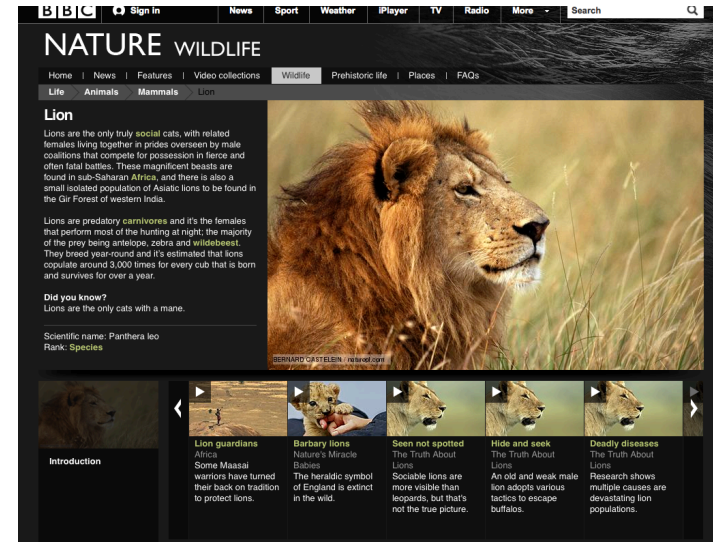 BBC Sign in News Sport Weather iPlayer TV Radio More Search
NATURE WILDLIFE
Home | News | Features | Video collections Wildlife Prehistoric life | Places | FAQs
Life Animals Mammals Lion
Lion
Lions are the only truly social cats, with related
females living together in prides overseen by male
coalitions that compete for possession in fierce and
often fatal battles. These magnificent beasts are
found in sub-Saharan Africa, and there is also a
small isolated population of Asiatic lions to be found in
the Gir Forest of western India.
Lions are predatory carnivores and it's the females
that perform most of the hunting at night; the majority
of the prey being antelope, zebra and wildebeest.
They breed year-round and it's estimated that lions
copulate around 3,000 times for every cub that is born
and survives for over a year.
Did you know?
Lions are the only cats with a mane.
Scientific name: Panthera leo
Rank: Species
BERNARD CASTELEIN / naturepl.com
Introduction
Lion guardians
Africa
Some Maasai
warriors have turned
their back on tradition
to protect lions.
Barbary lions
Nature's Miracle
Babies
The heraldic symbol
of England is extinct
in the wild.
Seen not spotted
The Truth About
Lions
Sociable lions are
more visible than
leopards, but that's
not the true picture.
Hide and seek
The Truth About
Lions
An old and weak male
lion adopts various
tactics to escape
buffalos.
Deadly diseases
The Truth About
Lions
Research shows
multiple causes are
devastating lion
populations.